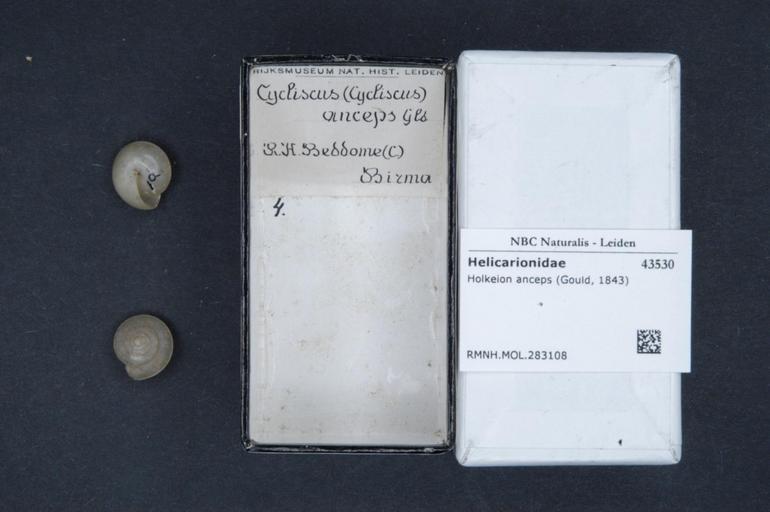 RIJKSMUSEUM NAT. HIST. LEIDEN
Cycliscus (Cycliscus)
anceps Gld
R.H. Beddome (C)
Birma
4.
NBC Naturalis - Leiden
Helicarionidae 43530
Holkeion anceps (Gould, 1843)
RMNH.MOL.283108